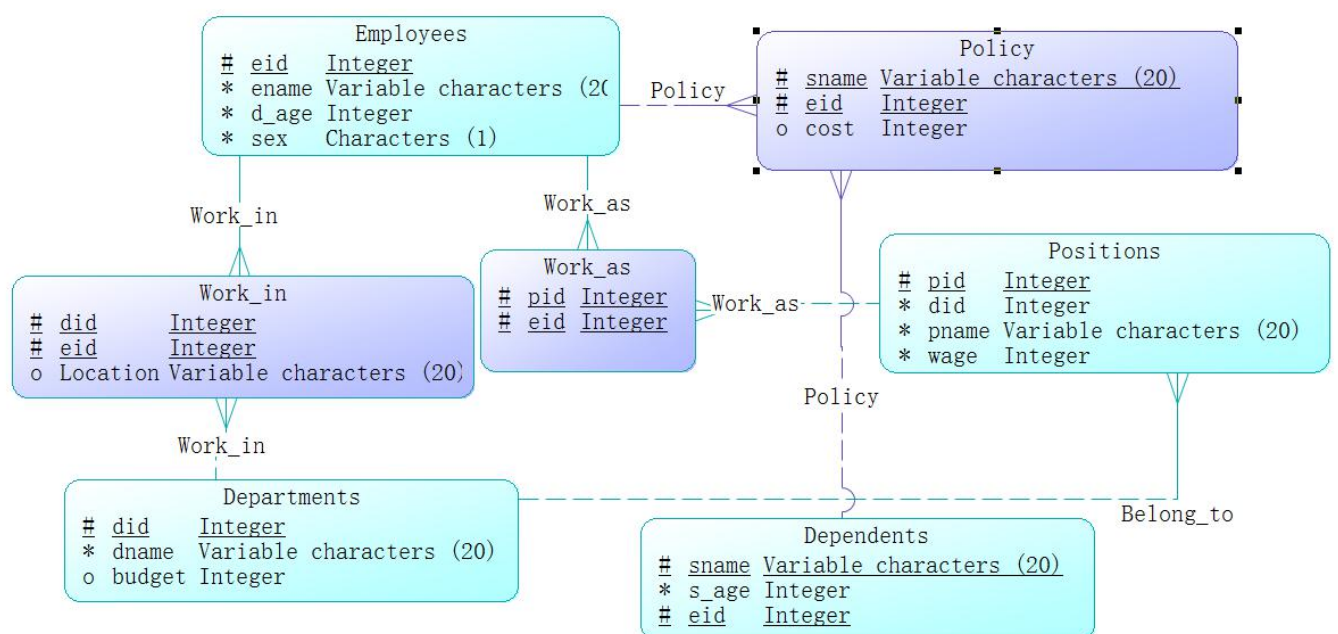 Employees
# eid Integer
* ename Variable characters (20
* d_age Integer
* sex Characters (1)
Policy
Policy
# sname Variable characters (20)
# eid Integer
o cost Integer
Work_in
Work_as
Work_in
# did Integer
# eid Integer
o Location Variable characters (20)
Work_as
# pid Integer
# eid Integer
Work_as
Positions
# pid Integer
* did Integer
* pname Variable characters (20)
* wage Integer
Policy
Work_in
Departments
# did Integer
* dname Variable characters (20)
o budget Integer
Belong_to
Dependents
# sname Variable characters (20)
* s_age Integer
# eid Integer